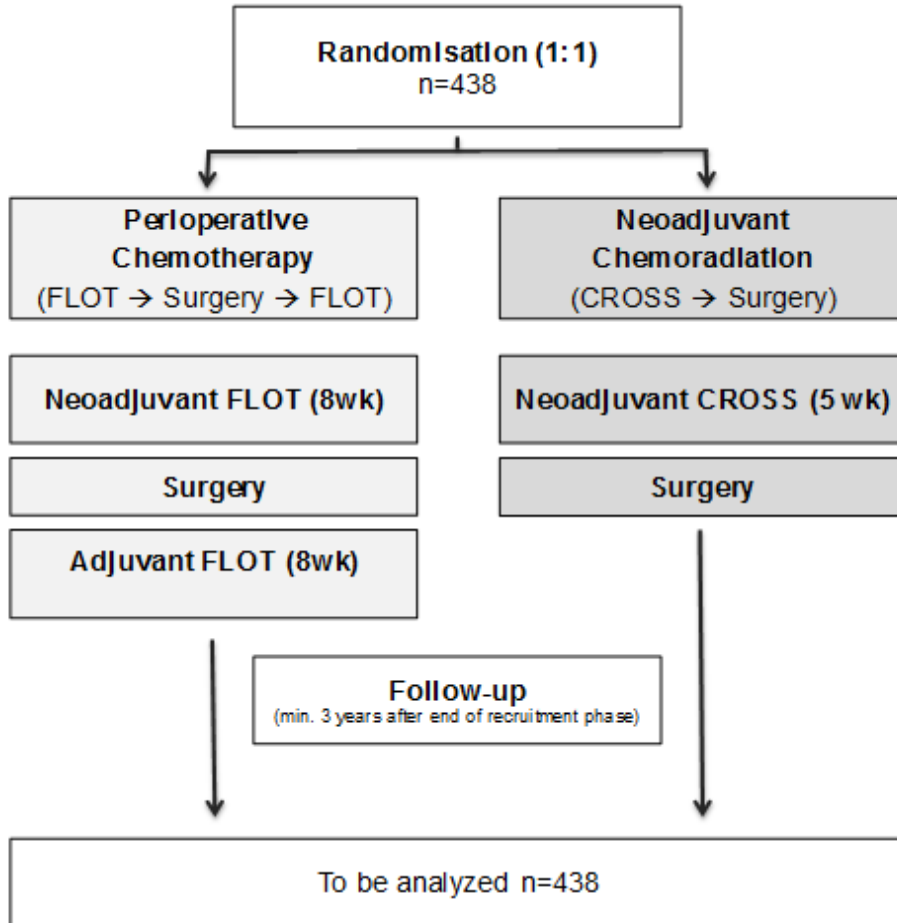 Randomisation (1:1)
n=438
Perioperative
Chemotherapy
(FLOT → Surgery → FLOT)
Neoadjuvant
Chemoradiation
(CROSS → Surgery)
Neoadjuvant FLOT (8wk)
Neoadjuvant CROSS (5 wk)
Surgery
Surgery
Adjuvant FLOT (8wk)
Follow-up
(min. 3 years after end of recruitment phase)
To be analyzed n=438